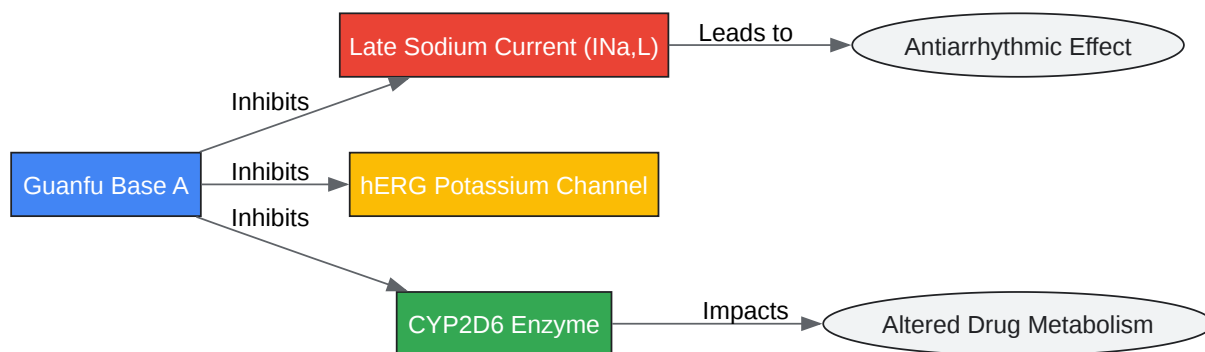 Late Sodium Current (INa,L)
Leads to
Antiarrhythmic Effect
Inhibits
Guanfu Base A
Inhibits
hERG Potassium Channel
Inhibits
CYP2D6 Enzyme
Impacts
Altered Drug Metabolism